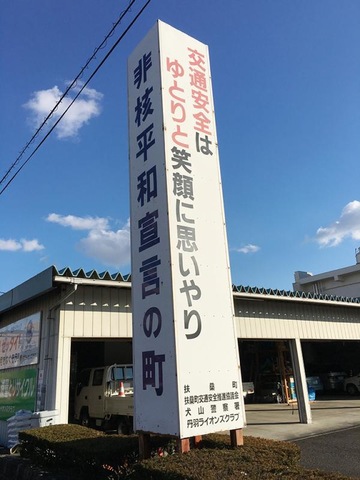 非核平和宣言の町
交通安全は
ゆとりと笑顔に思いやり
扶桑町
扶桑町交通安全推進協議会
犬山警察署
丹羽ライオンズクラブ